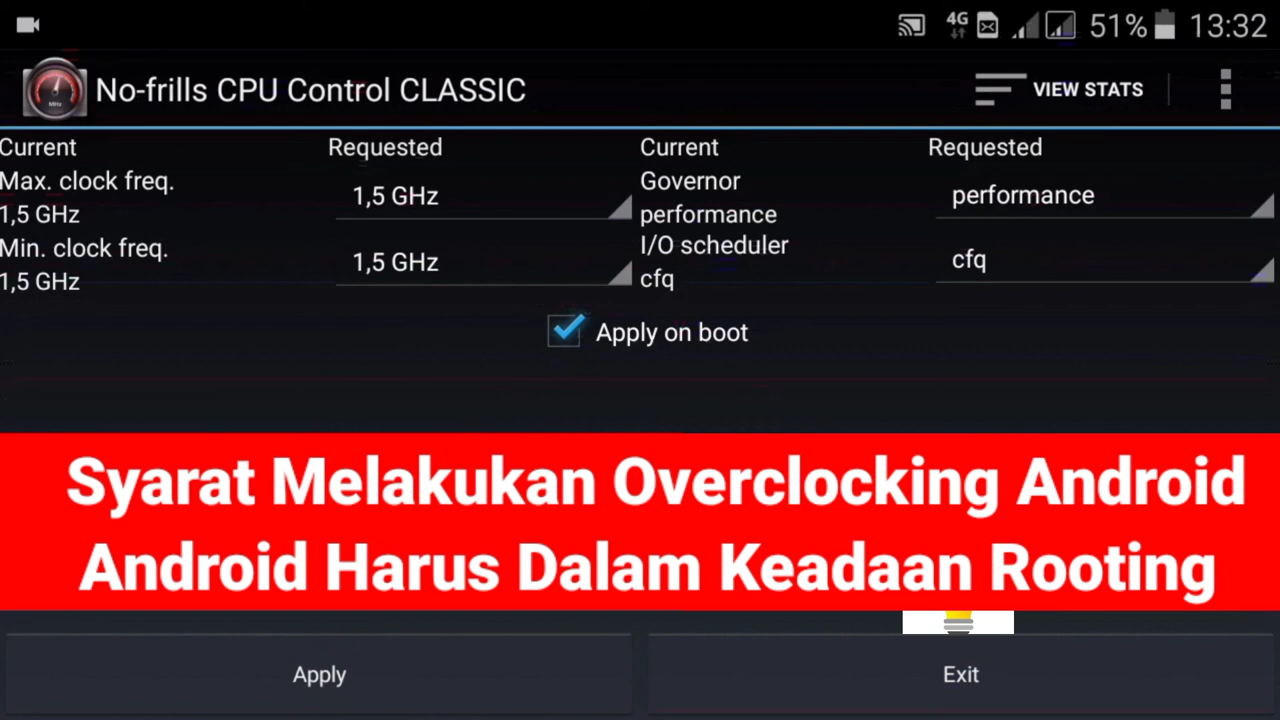 4G 51% 13:32
No-frills CPU Control CLASSIC VIEW STATS
Current Requested Current Requested
Max. clock freq. 1,5 GHz Governor performance
1,5 GHz performance
Min. clock freq. 1,5 GHz I/O scheduler cfq
1,5 GHz cfq
Apply on boot
Syarat Melakukan Overclocking Android
Android Harus Dalam Keadaan Rooting
Apply Exit